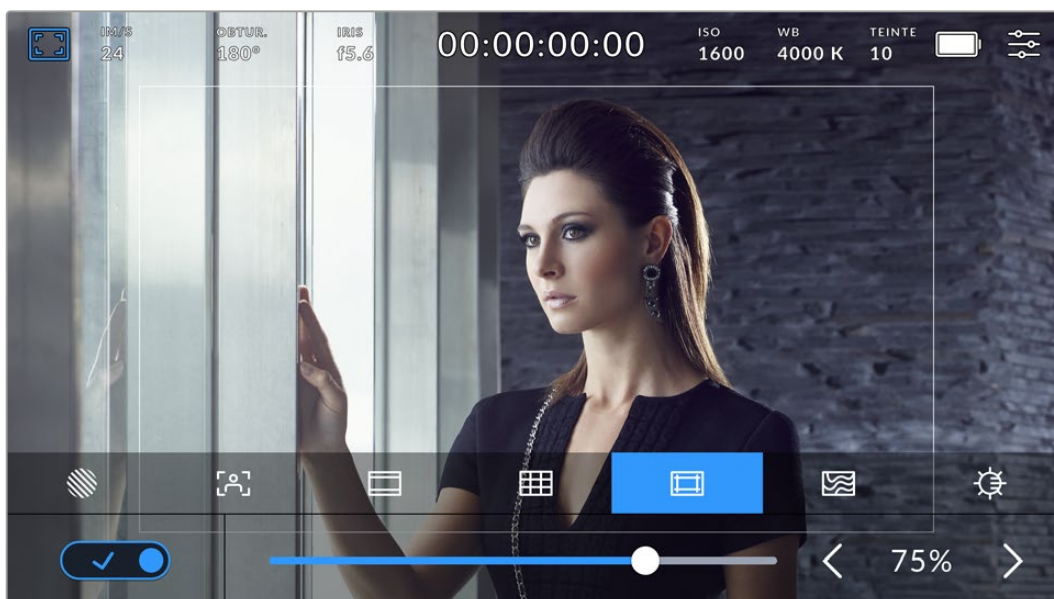 IM/S OBTUR. IRIS 00:00:00:00 ISO WB TEINTE
24 180° f5.6 1600 4000 K 10
75%